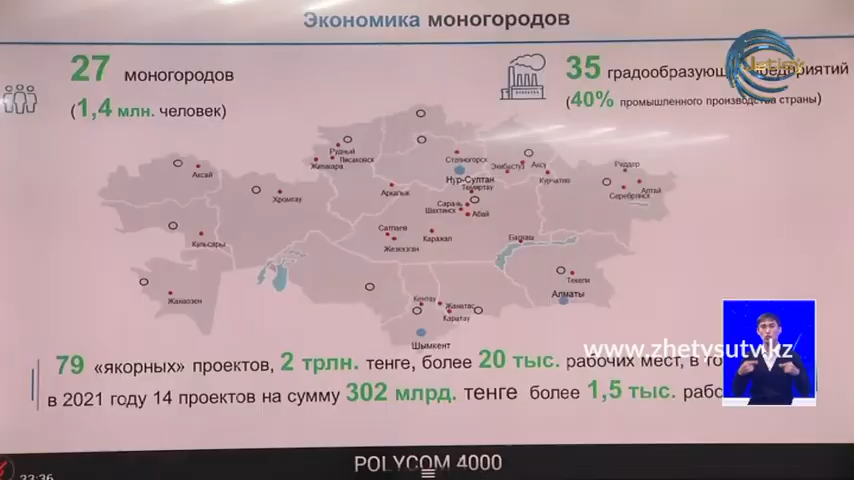 Экономика моногородов
Jetisý
27 моногородов
(1,4 млн. человек)
35 градообразующ предприятий
(40% промышленного производства страны)
Аксай
Хромтау
Кульсары
Жанаозен
Рудный
Лисаковск
Житикара
Аркалык
Степногорск
Нур-Султан
Темиртау
Сарань
Шахтинск
Абай
Экибастуз
Аксу
Курчатов
Риддер
Алтай
Серебрянск
Сатпаев
Жезказган
Каражал
Балхаш
Текели
Алматы
Кентау
Жанатас
Каратау
Шымкент
www.zhetysutv.kz
79 «якорных» проектов, 2 трлн. тенге, более 20 тыс. рабочих мест, в
в 2021 году 14 проектов на сумму 302 млрд. тенге более 1,5 тыс.
POLYCOM 4000